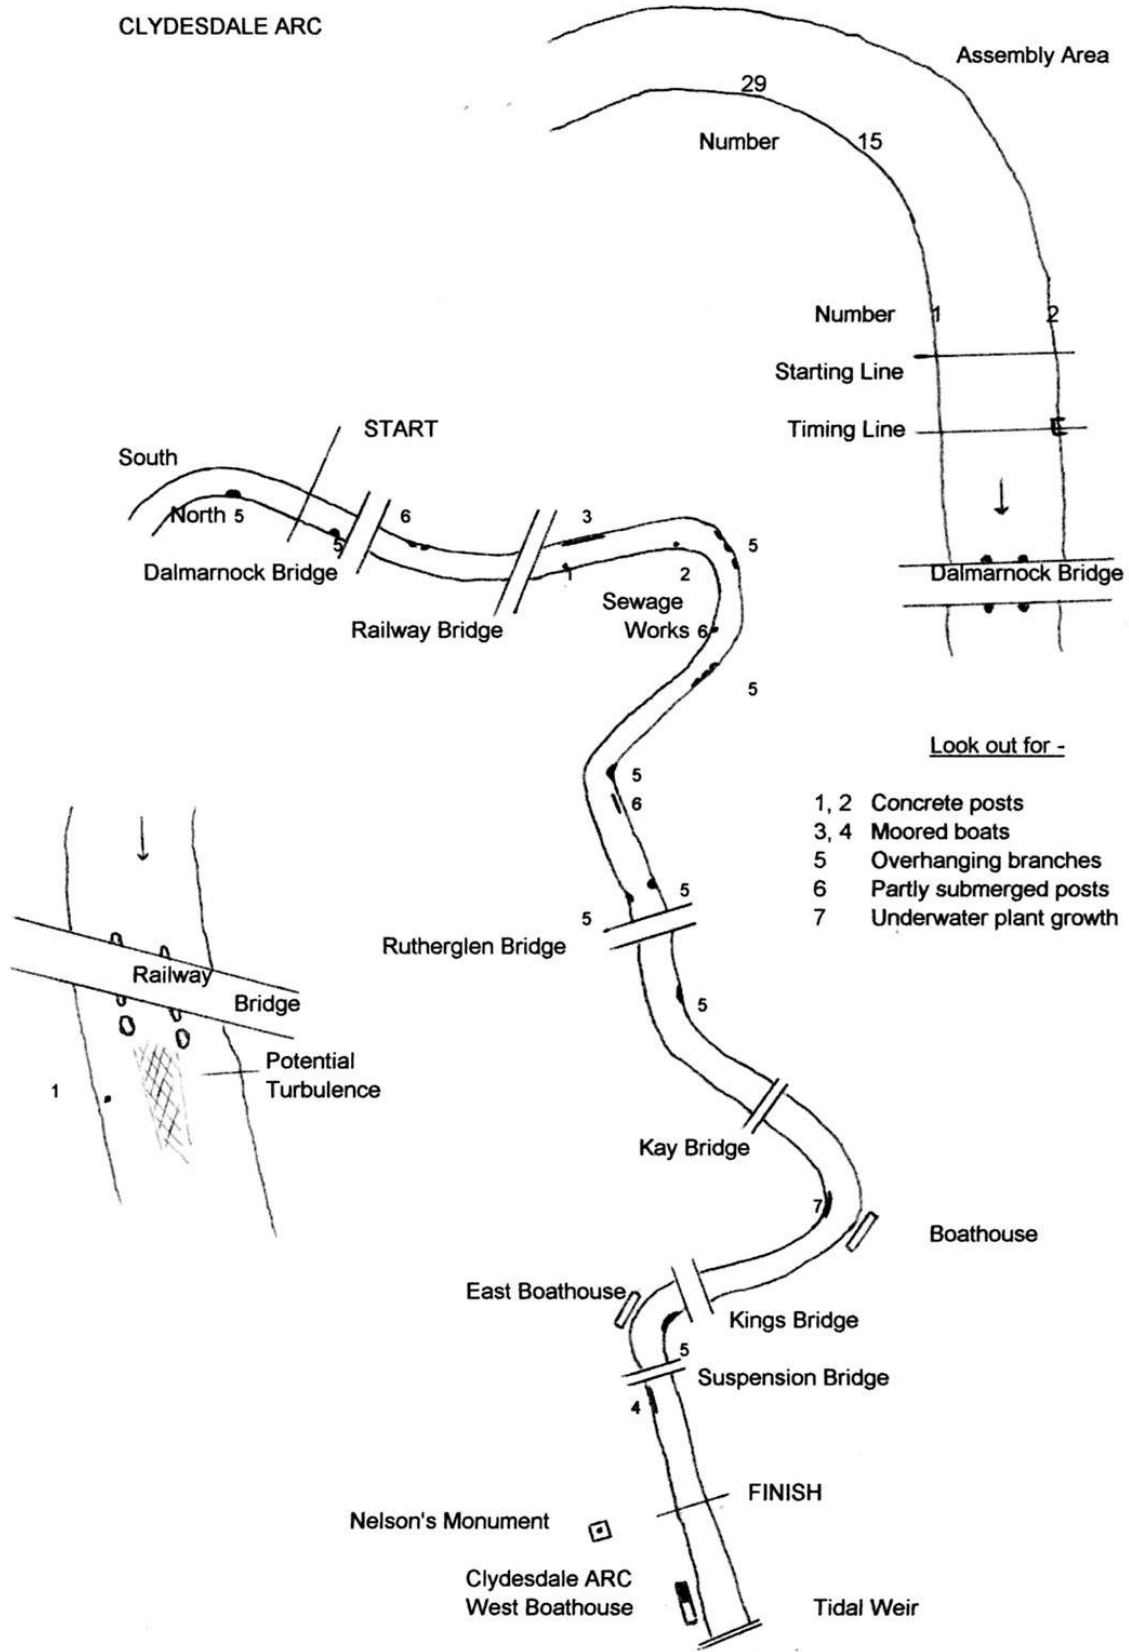 CLYDESDALE ARC
Assembly Area
29
Number 15
Number 1 2
Starting Line
Timing Line
Dalmarnock Bridge
START
South
North 5
5
6
3
5
Dalmarnock Bridge
1
2
Railway Bridge
Sewage
Works 6
5
5
6
Look out for -
1, 2 Concrete posts
3, 4 Moored boats
5 Overhanging branches
6 Partly submerged posts
7 Underwater plant growth
5
5
Rutherglen Bridge
5
Railway
Bridge
Potential
Turbulence
1
Kay Bridge
7
Boathouse
East Boathouse
Kings Bridge
5
Suspension Bridge
4
FINISH
Nelson's Monument
Clydesdale ARC
West Boathouse
Tidal Weir